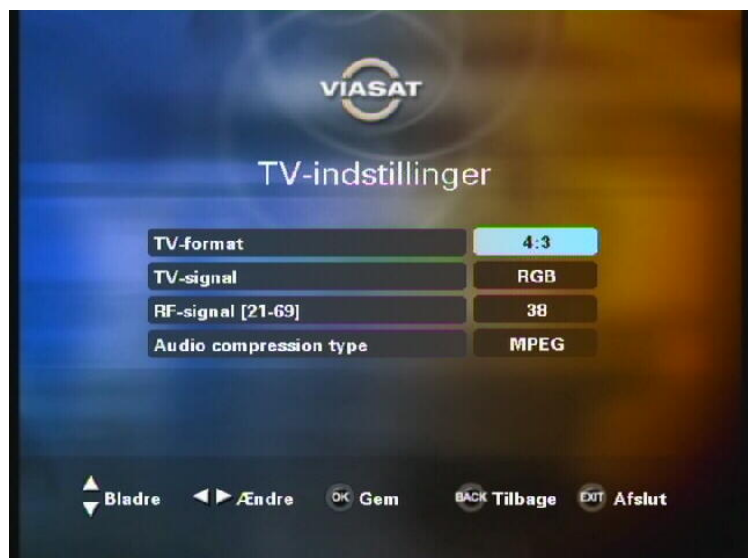 VIASAT
TV-indstillinger
TV-format 4:3
TV-signal RGB
RF-signal [21-69] 38
Audio compression type MPEG
Bladre Ændre OK Gem BACK Tilbage EXIT Afslut